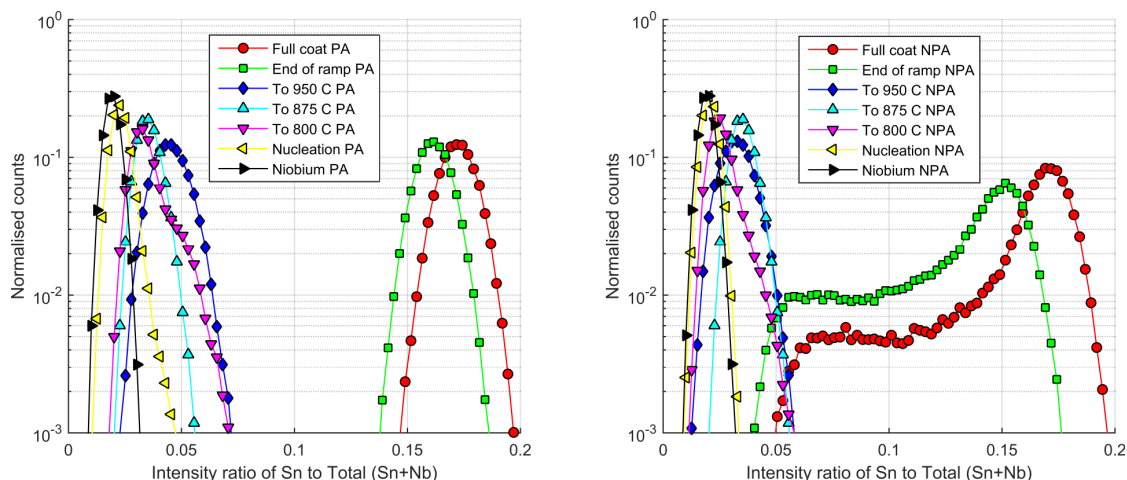 Normalised counts
10^0
10^-1
10^-2
10^-3
Full coat PA
End of ramp PA
To 950 C PA
To 875 C PA
To 800 C PA
Nucleation PA
Niobium PA
0 0.05 0.1 0.15 0.2
Intensity ratio of Sn to Total (Sn+Nb)
Normalised counts
10^0
10^-1
10^-2
10^-3
Full coat NPA
End of ramp NPA
To 950 C NPA
To 875 C NPA
To 800 C NPA
Nucleation NPA
Niobium NPA
0 0.05 0.1 0.15 0.2
Intensity ratio of Sn to Total (Sn+Nb)